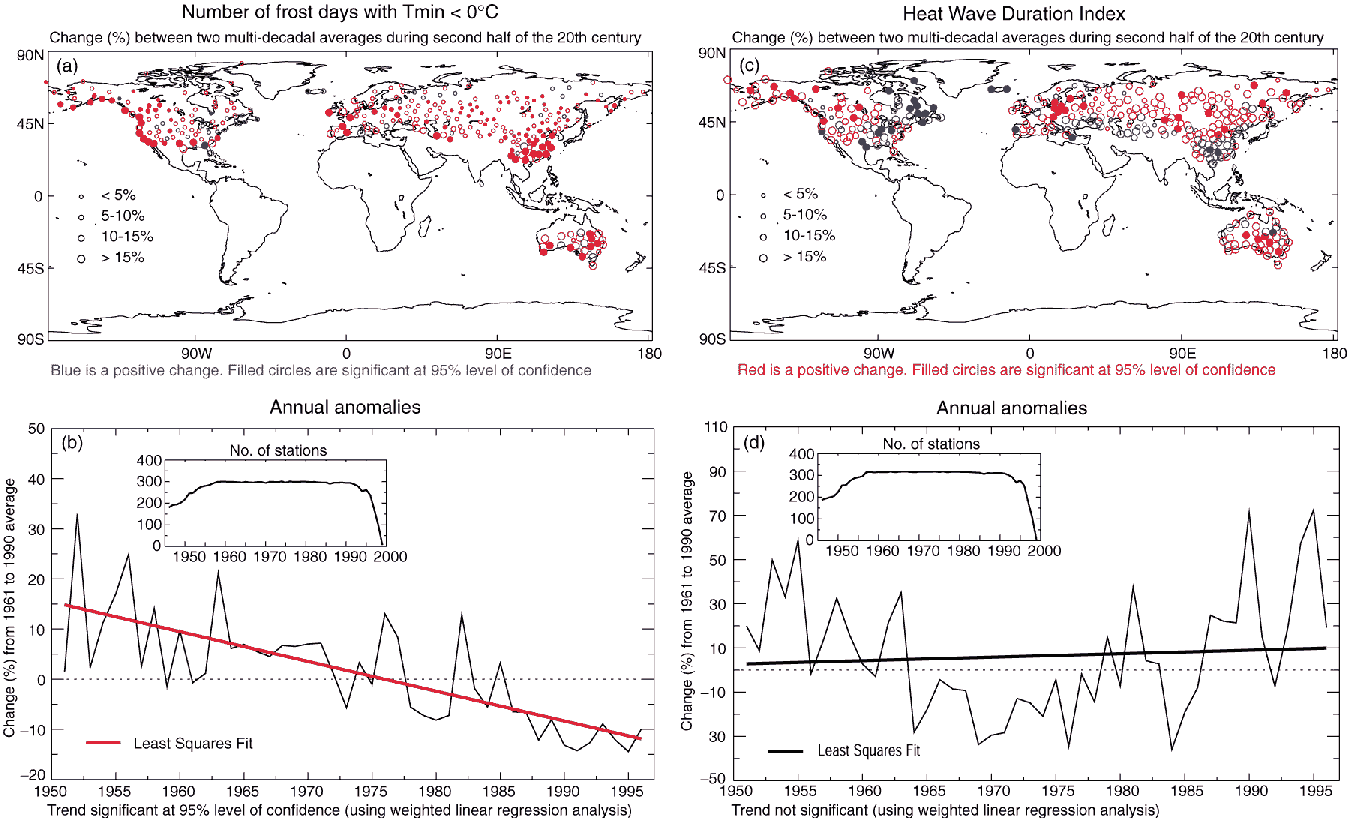 Number of frost days with Tmin < 0°C
Change (%) between two multi-decadal averages during second half of the 20th century
90N
(a)
45N
0
45S
90S
< 5%
5-10%
10-15%
> 15%
90W
0
90E
180
Blue is a positive change. Filled circles are significant at 95% level of confidence
Heat Wave Duration Index
Change (%) between two multi-decadal averages during second half of the 20th century
90N
(c)
45N
0
45S
90S
< 5%
5-10%
10-15%
> 15%
90W
0
90E
180
Red is a positive change. Filled circles are significant at 95% level of confidence
Annual anomalies
(b)
Change (%) from 1961 to 1990 average
50
40
30
20
10
0
−10
−20
No. of stations
400
300
200
100
0
1950 1960 1970 1980 1990 2000
Least Squares Fit
1950 1955 1960 1965 1970 1975 1980 1985 1990 1995
Trend significant at 95% level of confidence (using weighted linear regression analysis)
Annual anomalies
(d)
Change (%) from 1961 to 1990 average
110
90
70
50
30
10
−10
30
−50
No. of stations
400
300
200
100
0
1950 1960 1970 1980 1990 2000
Least Squares Fit
1950 1955 1960 1965 1970 1975 1980 1985 1990 1995
Trend not significant (using weighted linear regression analysis)